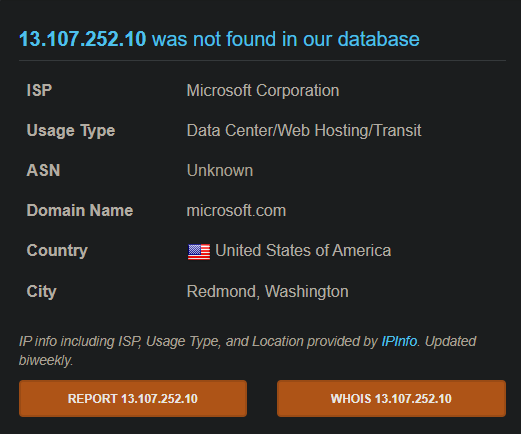 13.107.252.10 was not found in our database
ISP Microsoft Corporation
Usage Type Data Center/Web Hosting/Transit
ASN Unknown
Domain Name microsoft.com
Country United States of America
City Redmond, Washington
IP info including ISP, Usage Type, and Location provided by IPInfo. Updated
biweekly.
REPORT 13.107.252.10 WHOIS 13.107.252.10